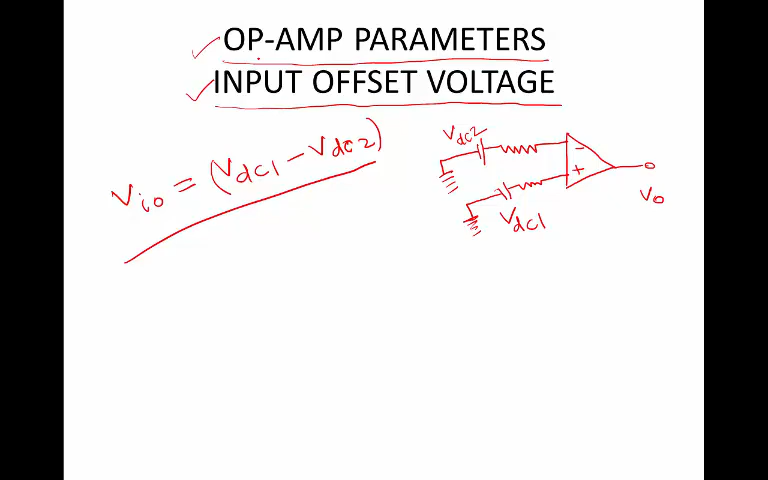 OP-AMP PARAMETERS
INPUT OFFSET VOLTAGE
Vio = (Vdc1 - Vdc2)
Vdc2
-
+
Vo
Vdc1